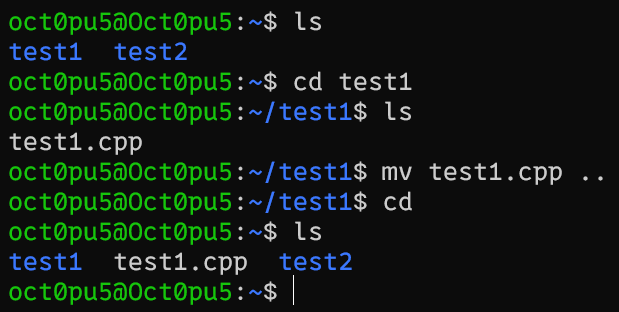 oct0pu5@Oct0pu5:~$ ls
test1  test2
oct0pu5@Oct0pu5:~$ cd test1
oct0pu5@Oct0pu5:~/test1$ ls
test1.cpp
oct0pu5@Oct0pu5:~/test1$ mv test1.cpp ..
oct0pu5@Oct0pu5:~/test1$ cd
oct0pu5@Oct0pu5:~$ ls
test1  test1.cpp  test2
oct0pu5@Oct0pu5:~$